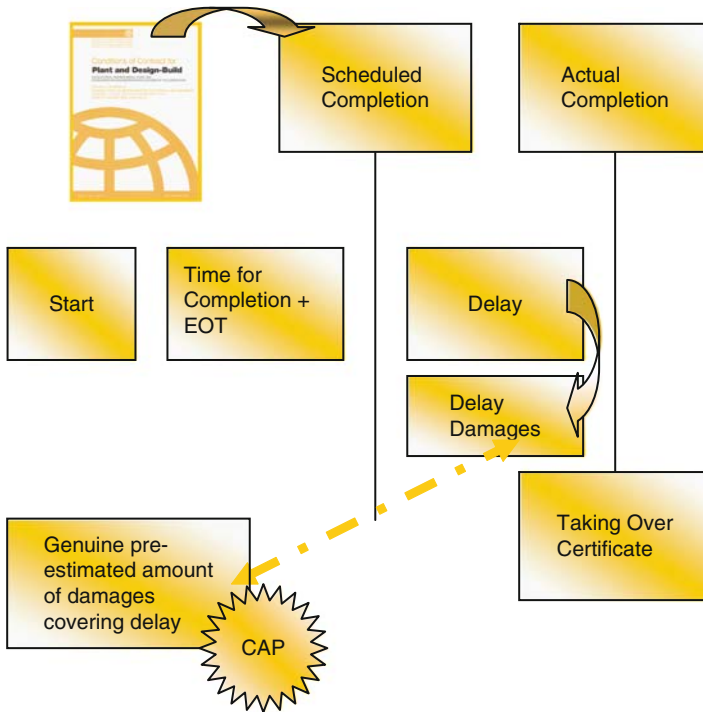 Conditions of Contract for
Plant and Design-Build
Scheduled
Completion
Actual
Completion
Start
Time for
Completion +
EOT
Delay
Delay
Damages
Genuine pre-
estimated amount
of damages
covering delay
CAP
Taking Over
Certificate